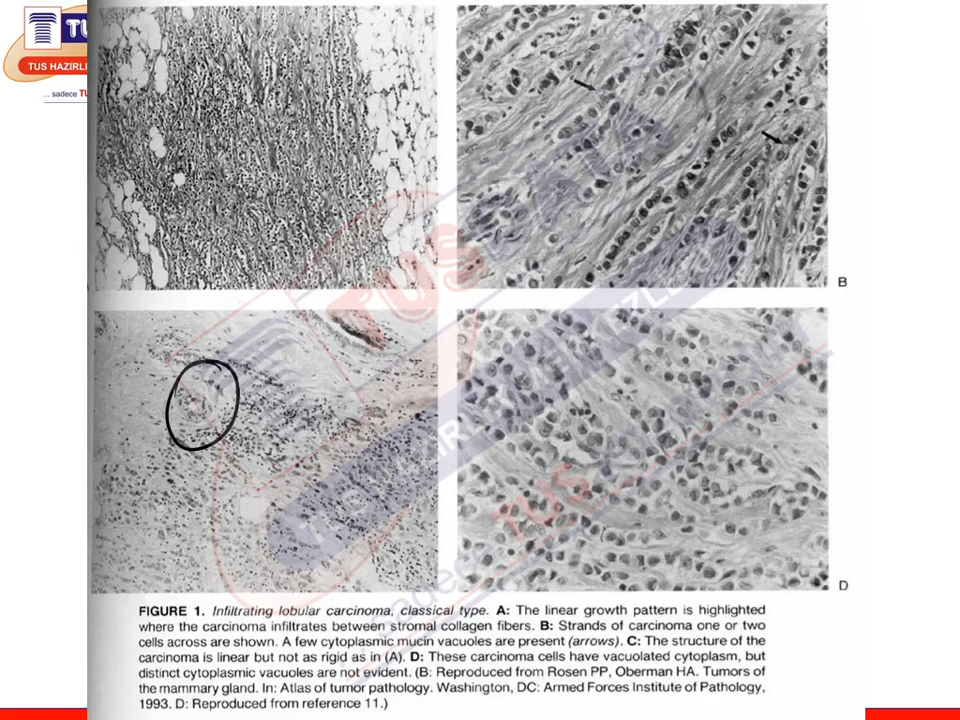 TU
TUS HAZIRLI
... sadece TU
B
D
TUS
TUS
FIGURE 1. Infiltrating lobular carcinoma, classical type. A: The linear growth pattern is highlighted
where the carcinoma infiltrates between stromal collagen fibers. B: Strands of carcinoma one or two
cells across are shown. A few cytoplasmic mucin vacuoles are present (arrows). C: The structure of the
carcinoma is linear but not as rigid as in (A). D: These carcinoma cells have vacuolated cytoplasm, but
distinct cytoplasmic vacuoles are not evident. (B: Reproduced from Rosen PP, Oberman HA. Tumors of
the mammary gland. In: Atlas of tumor pathology. Washington, DC: Armed Forces Institute of Pathology,
1993. D: Reproduced from reference 11.)